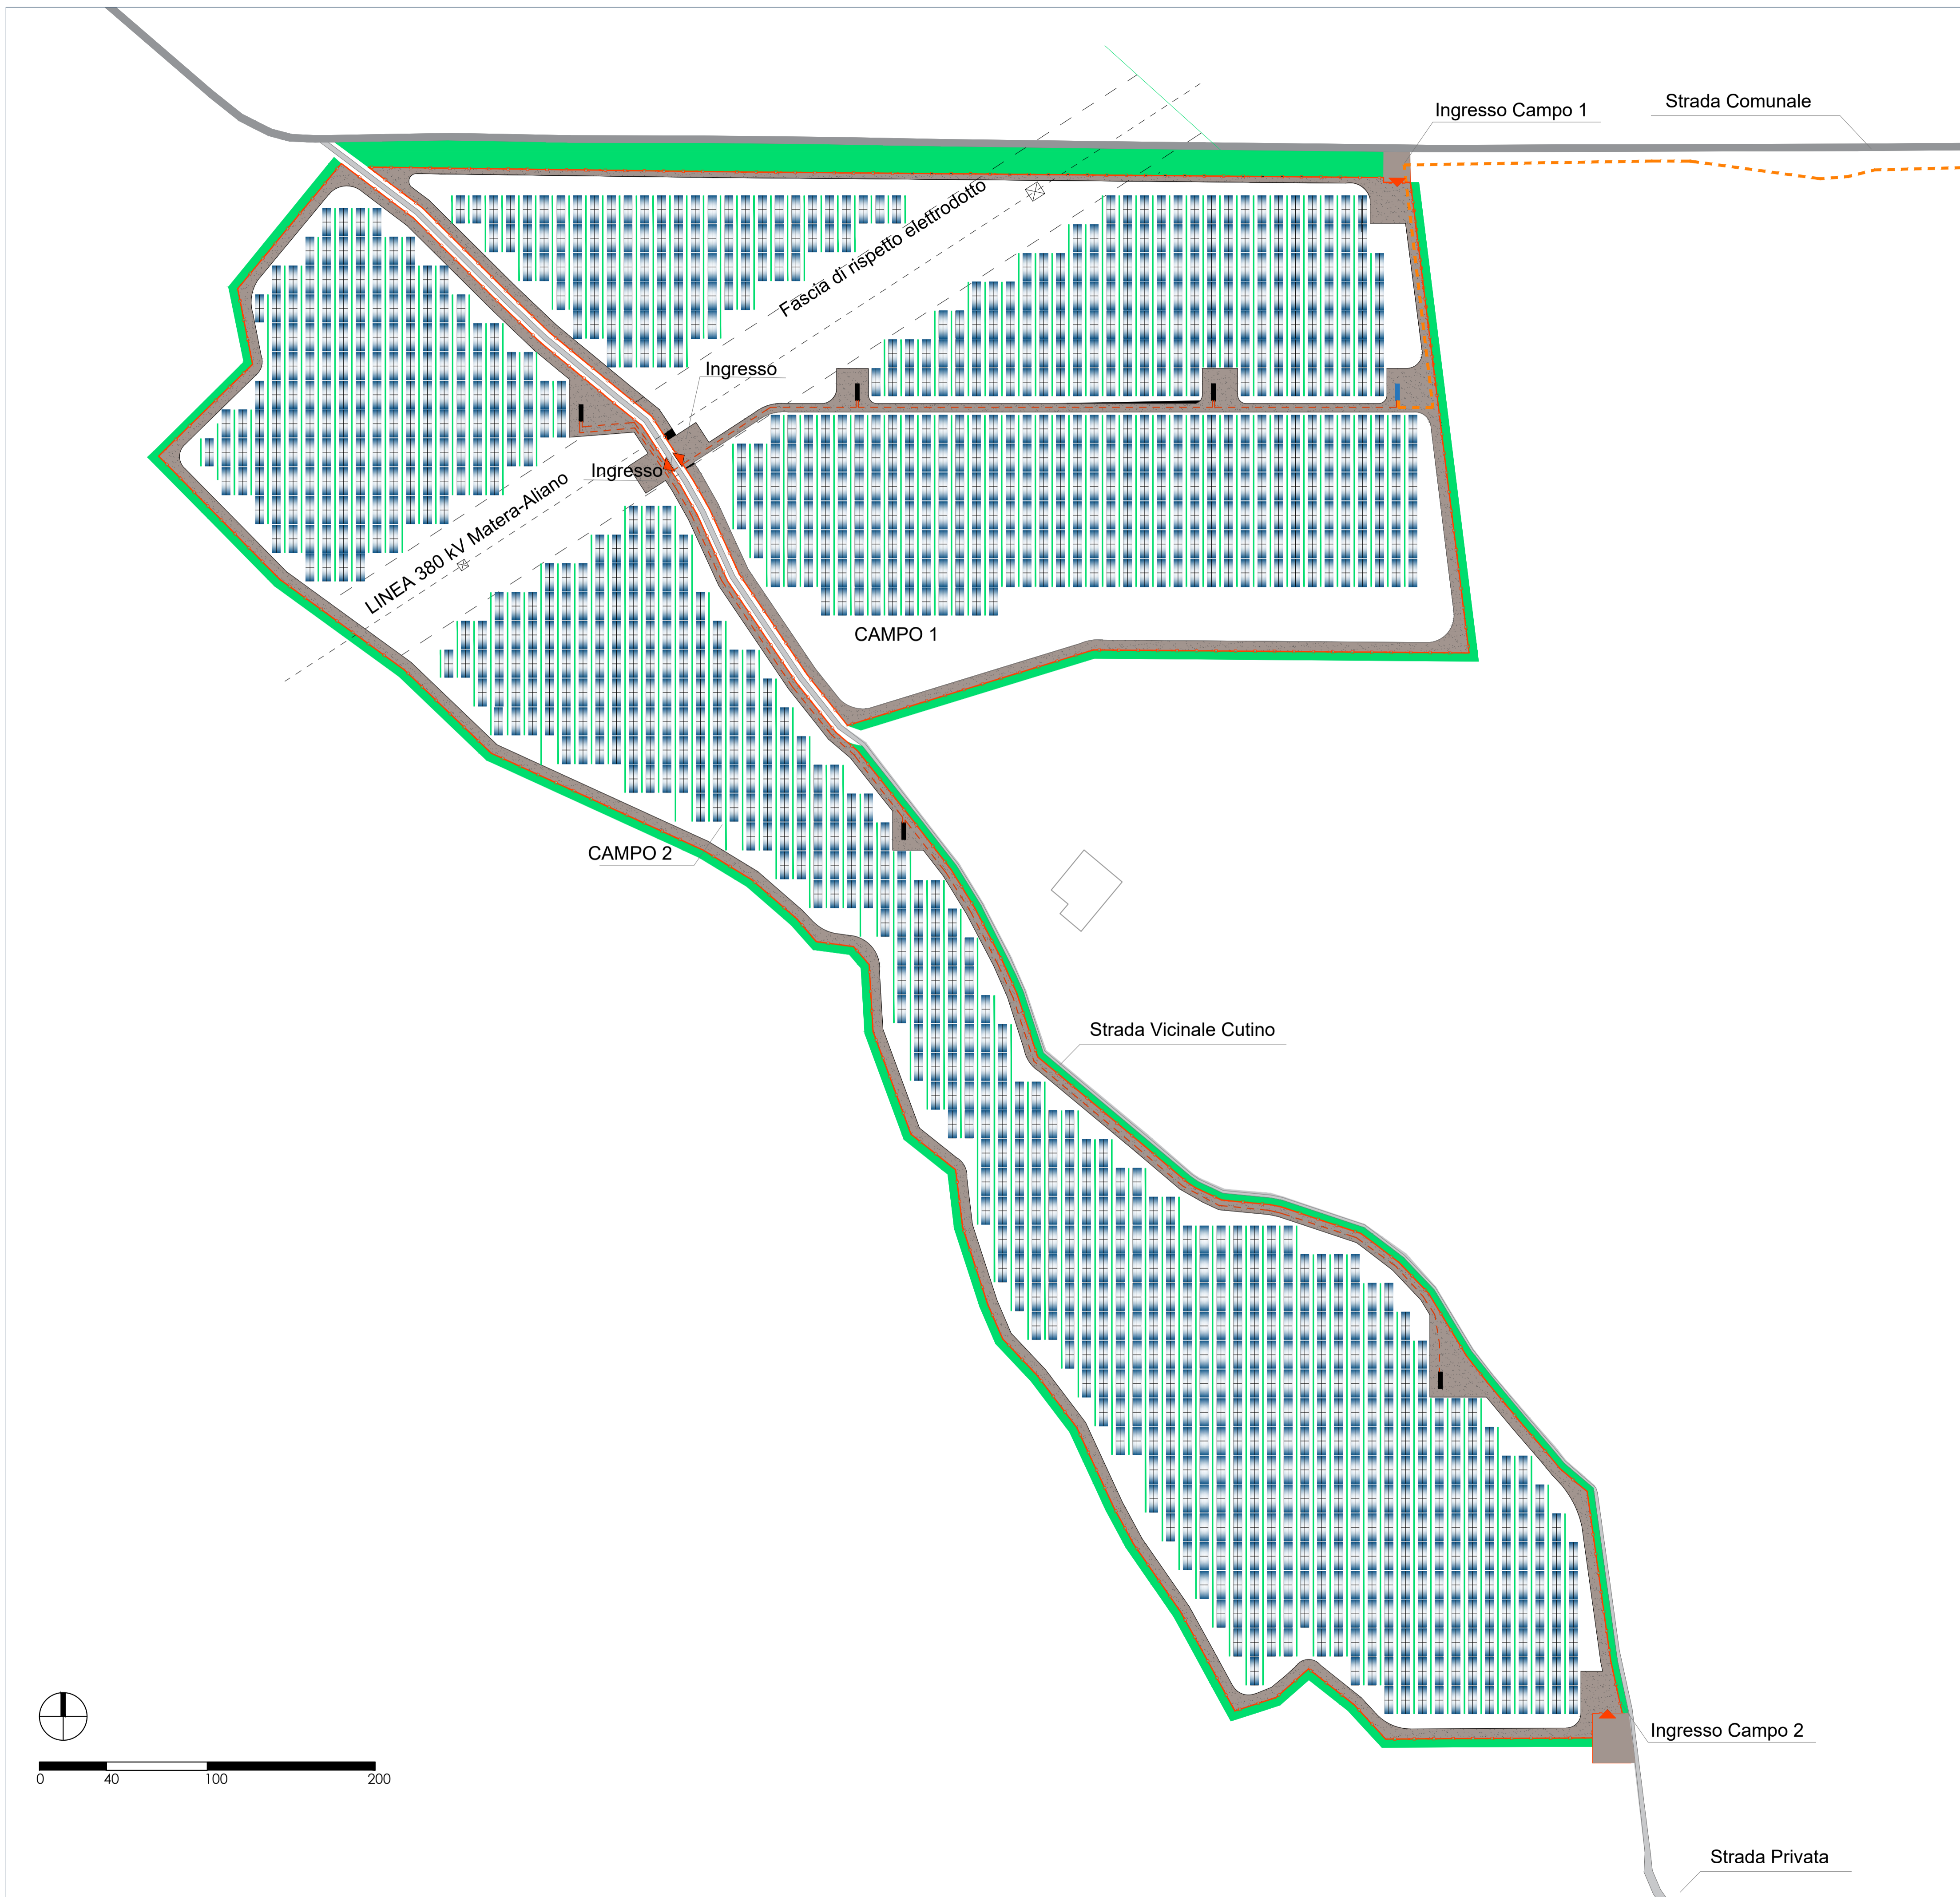 Strada Comunale
Ingresso Campo 1
Fascia di rispetto elettrodotto
Ingresso
Ingresso
LINEA 380 kV Matera-Aliano
CAMPO 1
CAMPO 2
Strada Vicinale Cutino
Ingresso Campo 2
0 40 100 200
Strada Privata